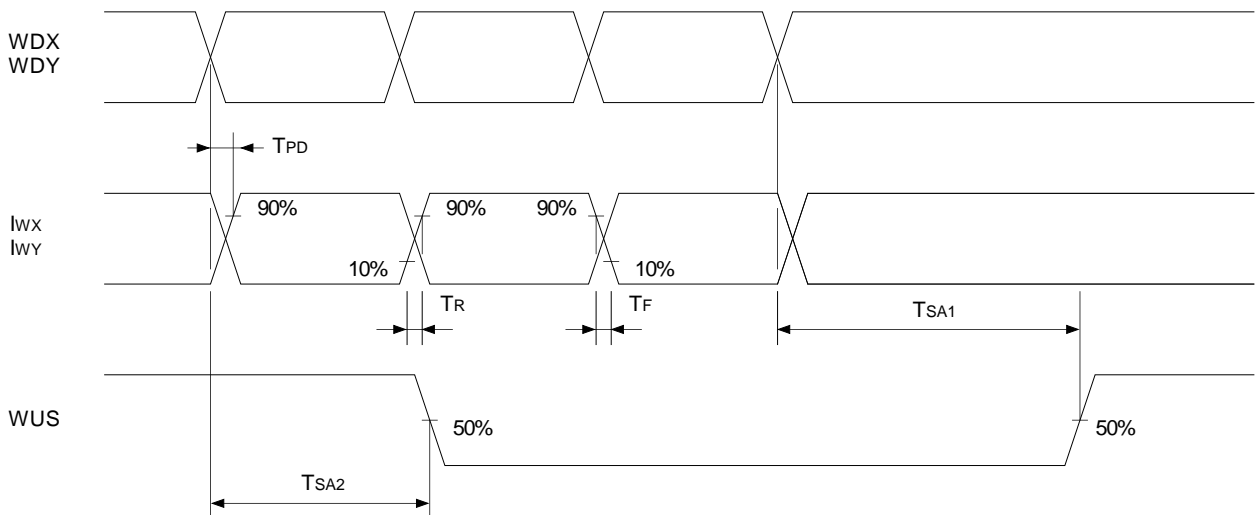 WDX
WDY
TPD
IWX
IWY
90%
90%
90%
10%
10%
TR
TF
TSA1
WUS
50%
50%
TSA2